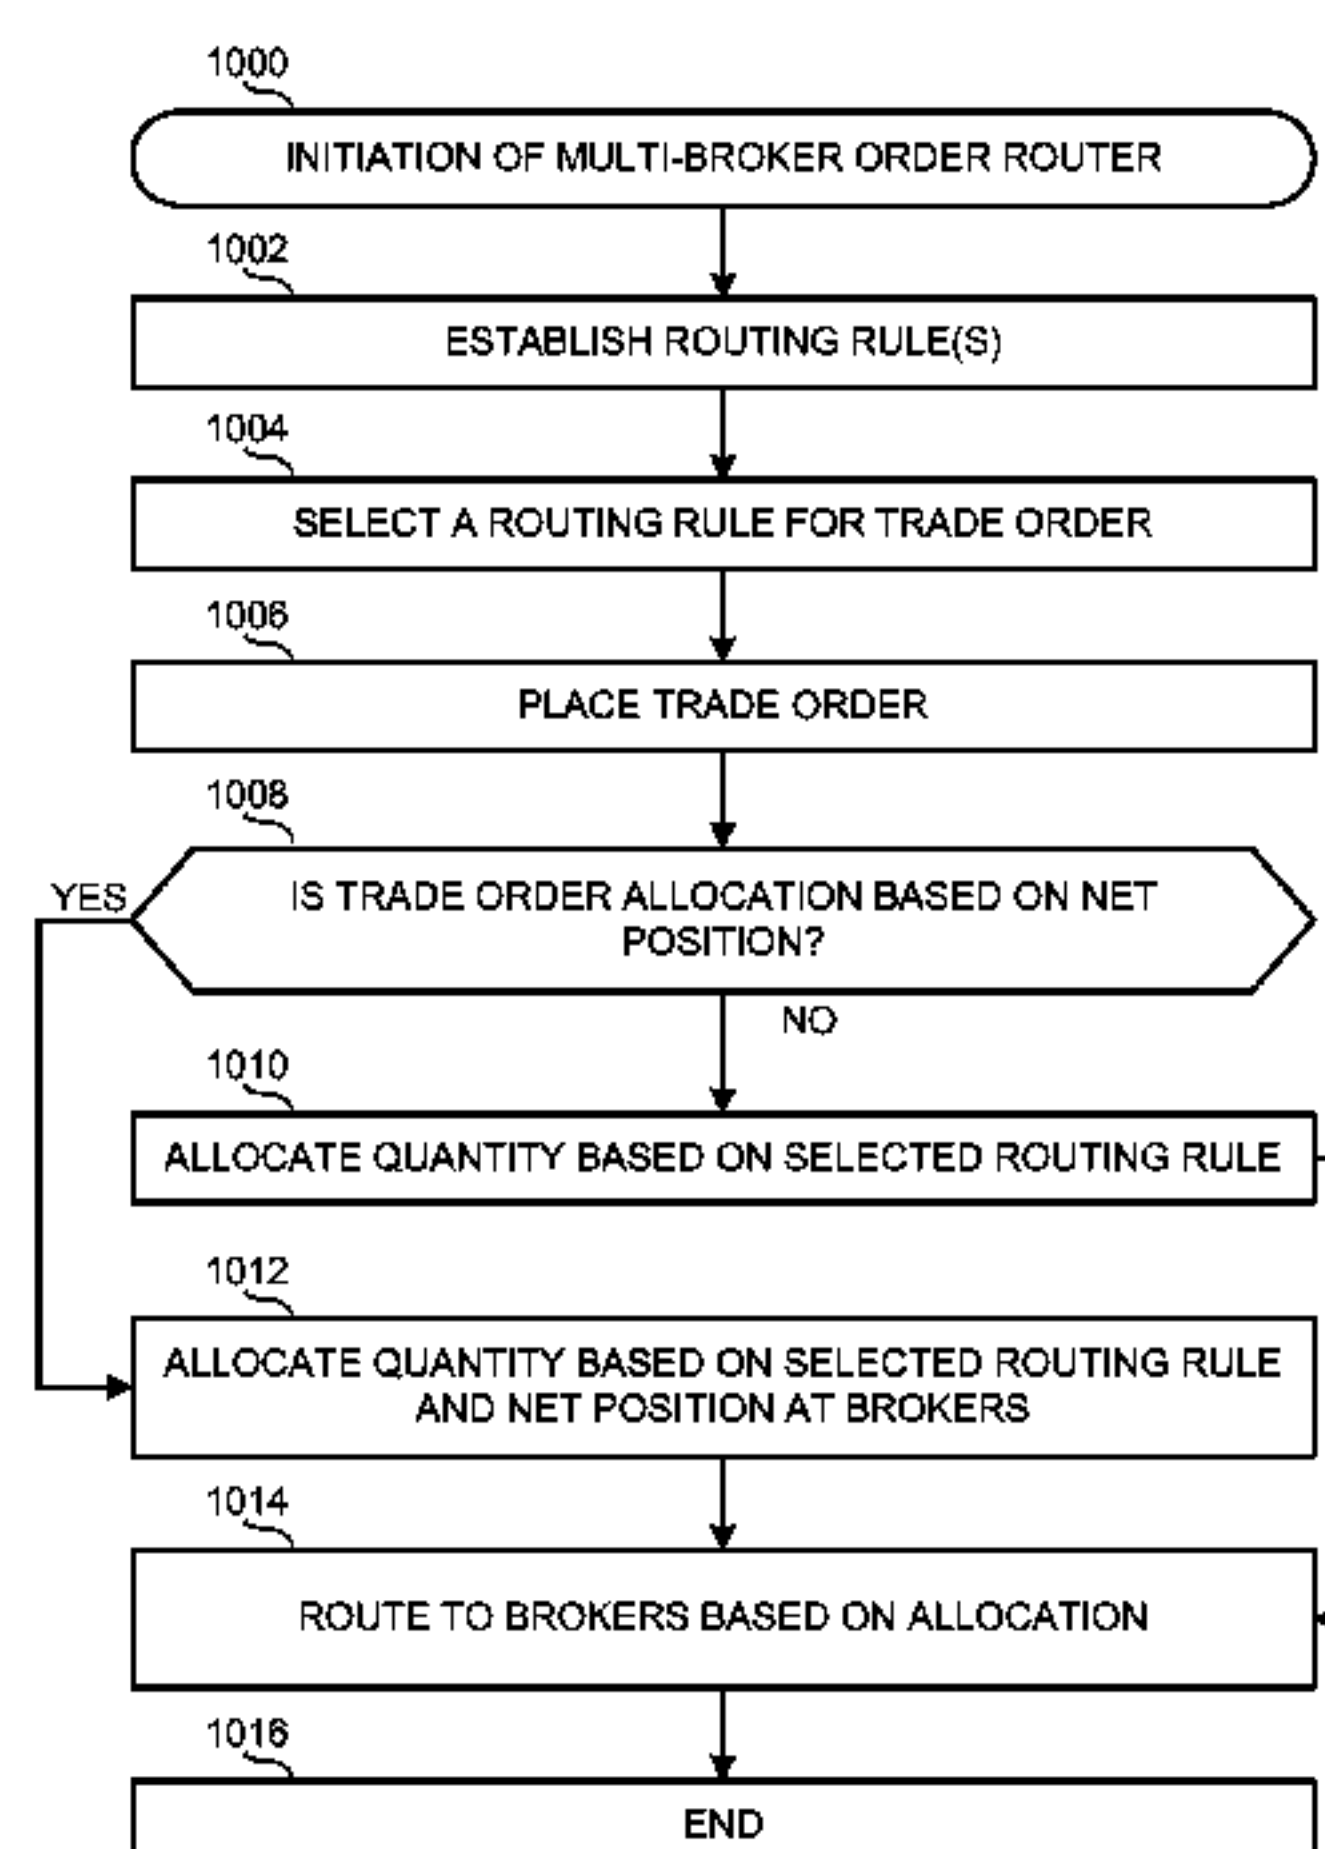 1000
INITIATION OF MULTI-BROKER ORDER ROUTER
1002
ESTABLISH ROUTING RULE(S)
1004
SELECT A ROUTING RULE FOR TRADE ORDER
1006
PLACE TRADE ORDER
1008
YES
IS TRADE ORDER ALLOCATION BASED ON NET
POSITION?
NO
1010
ALLOCATE QUANTITY BASED ON SELECTED ROUTING RULE
1012
ALLOCATE QUANTITY BASED ON SELECTED ROUTING RULE
AND NET POSITION AT BROKERS
1014
ROUTE TO BROKERS BASED ON ALLOCATION
1016
END